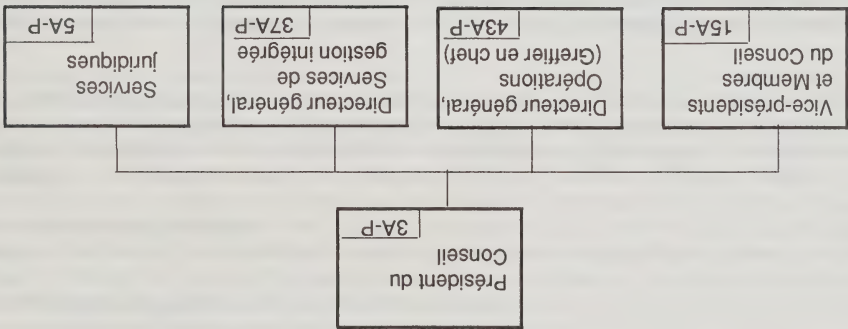 Président du
Conseil
3A-P
Vice-présidents
et Membres
du Conseil
15A-P
Directeur général,
Opérations
(Greffier en chef)
43A-P
Directeur général,
Services de
gestion intégrée
37A-P
Services
juridiques
5A-P